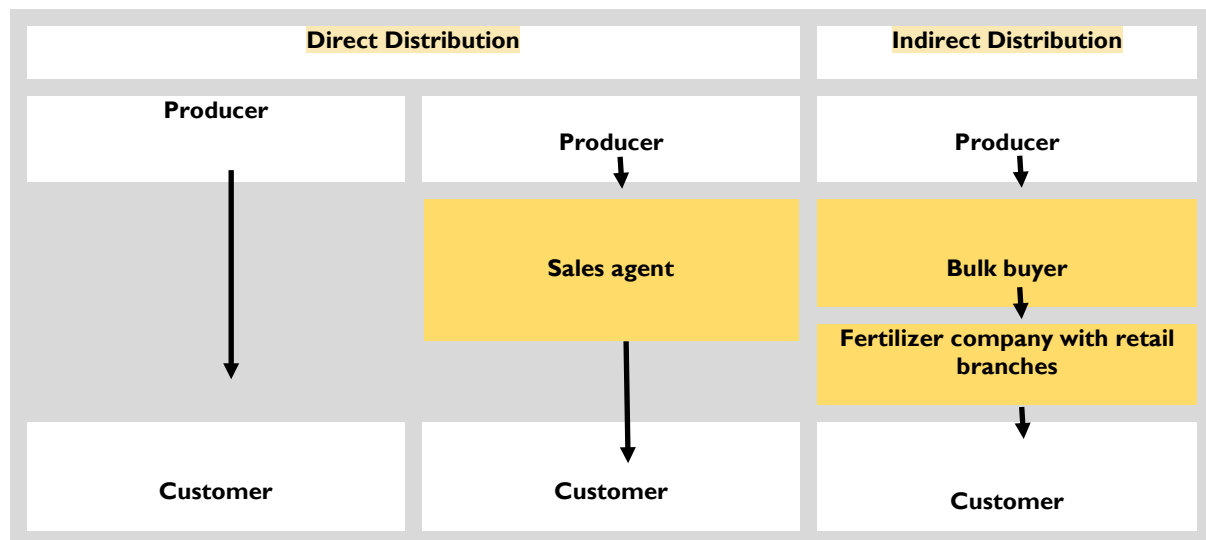 Direct Distribution
Indirect Distribution
Producer
Producer
Producer
Sales agent
Bulk buyer
Fertilizer company with retail
branches
Customer
Customer
Customer